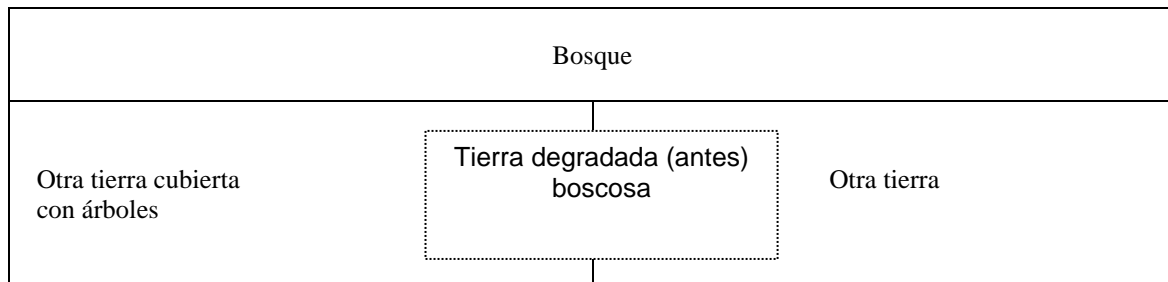 Bosque
Otra tierra cubierta
con árboles
Tierra degradada (antes)
boscosa
Otra tierra